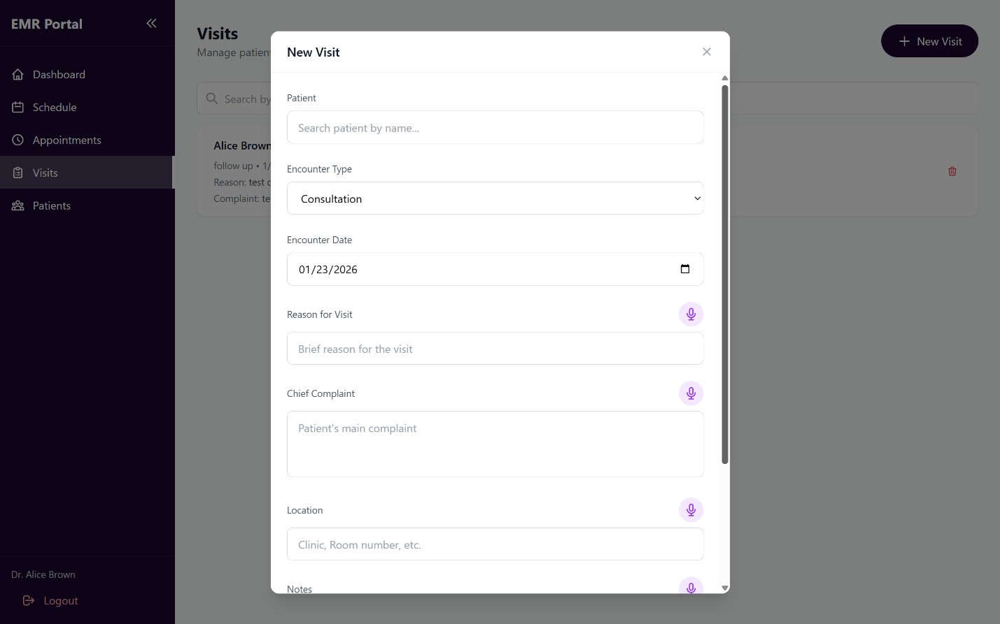 EMR Portal
Dashboard
Schedule
Appointments
Visits
Patients
Dr. Alice Brown
Logout
Visits
Manage patient
New Visit
Search by
Alice Brown
follow up • 1/
Reason: test
Complaint: te
New Visit
Patient
Search patient by name...
Encounter Type
Consultation
Encounter Date
01/23/2026
Reason for Visit
Brief reason for the visit
Chief Complaint
Patient's main complaint
Location
Clinic, Room number, etc.
Notes